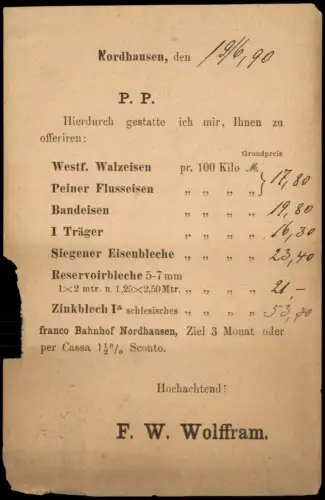 Nordhausen, den 19/6, 90
P. P.
Hierdurch gestatte ich mir, Ihnen zu
offeriren:
Grundpreis
Westf. Walzeisen pr. 100 Kilo M.
Peiner Flusseisen „ „ „ „ } 17,80
Bandeisen „ „ „ „ 19,80
I Träger „ „ „ „ 16,30
Siegener Eisenbleche „ „ „ „ 23,40
Reservoirbleche 5-7 mm
1×2 mtr. u. 1,25×2,50 Mtr. „ „ „ „ 21,-
Zinkblech Iª schlesisches „ „ „ „ 53,50
franco Bahnhof Nordhausen, Ziel 3 Monat oder
per Cassa 1½% Sconto.
Hochachtend!
F. W. Wolffram.